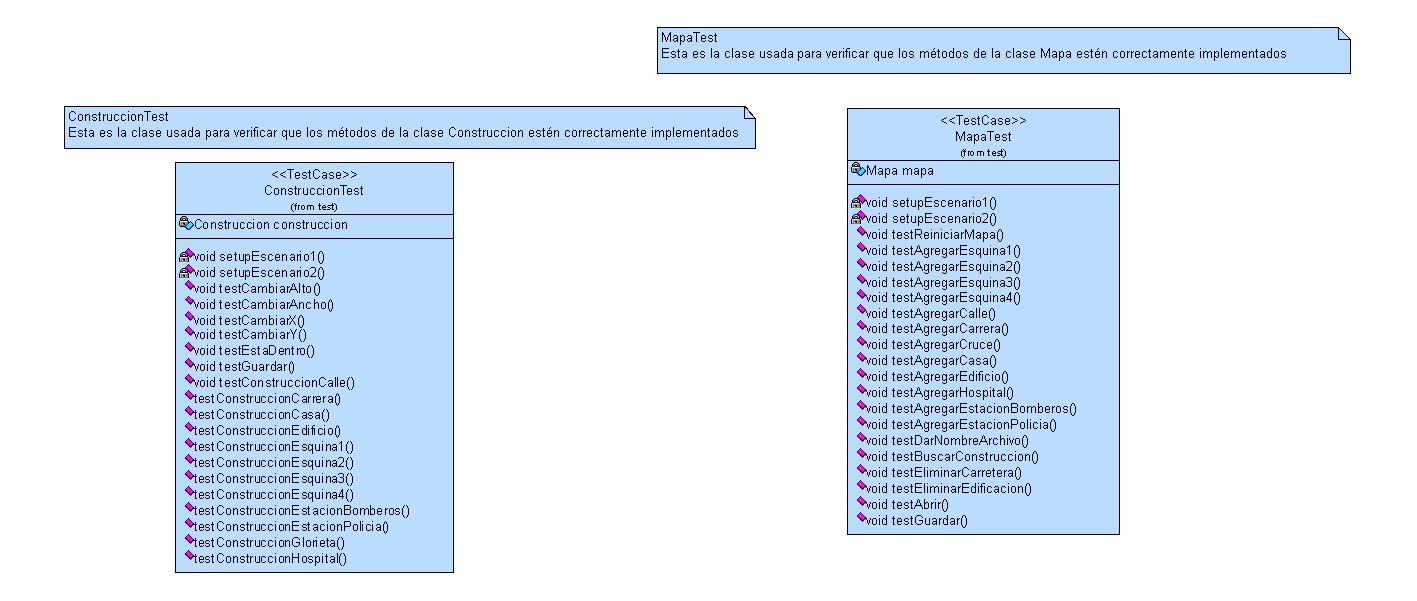 MapaTest
Esta es la clase usada para verificar que los métodos de la clase Mapa estén correctamente implementados
ConstruccionTest
Esta es la clase usada para verificar que los métodos de la clase Construccion estén correctamente implementados
<<TestCase>>
ConstruccionTest
(from test)
Construccion construccion
void setupEscenario1()
void setupEscenario2()
void testCambiarAlto()
void testCambiarAncho()
void testCambiarX()
void testCambiarY()
void testEstaDentro()
void testGuardar()
void testConstruccionCalle()
testConstruccionCarrera()
testConstruccionCasa()
testConstruccionEdificio()
testConstruccionEsquina1()
testConstruccionEsquina2()
testConstruccionEsquina3()
testConstruccionEsquina4()
testConstruccionEstacionBomberos()
testConstruccionEstacionPolicia()
testConstruccionGlorieta()
testConstruccionHospital()
<<TestCase>>
MapaTest
(from test)
Mapa mapa
void setupEscenario1()
void setupEscenario2()
void testReiniciarMapa()
void testAgregarEsquina1()
void testAgregarEsquina2()
void testAgregarEsquina3()
void testAgregarEsquina4()
void testAgregarCalle()
void testAgregarCarrera()
void testAgregarCruce()
void testAgregarCasa()
void testAgregarEdificio()
void testAgregarHospital()
void testAgregarEstacionBomberos()
void testAgregarEstacionPolicia()
void testDarNombreArchivo()
void testBuscarConstruccion()
void testEliminarCarretera()
void testEliminarEdificacion()
void testAbrir()
void testGuardar()